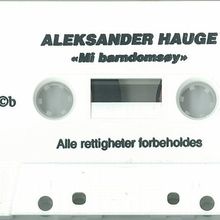 ALEKSANDER HAUGE
«Mi barndomsøy»
©b
Alle rettigheter forbeholdes